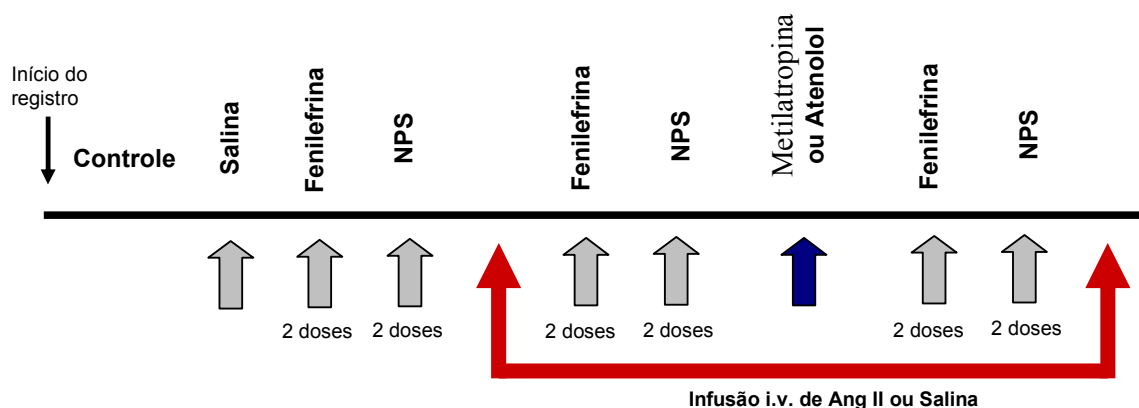 Início do
registro
Controle
Salina
Fenilefrina
NPS
Fenilefrina
NPS
Metilatropina
ou Atenolol
Fenilefrina
NPS
2 doses
2 doses
2 doses
2 doses
2 doses
2 doses
Infusão i.v. de Ang II ou Salina